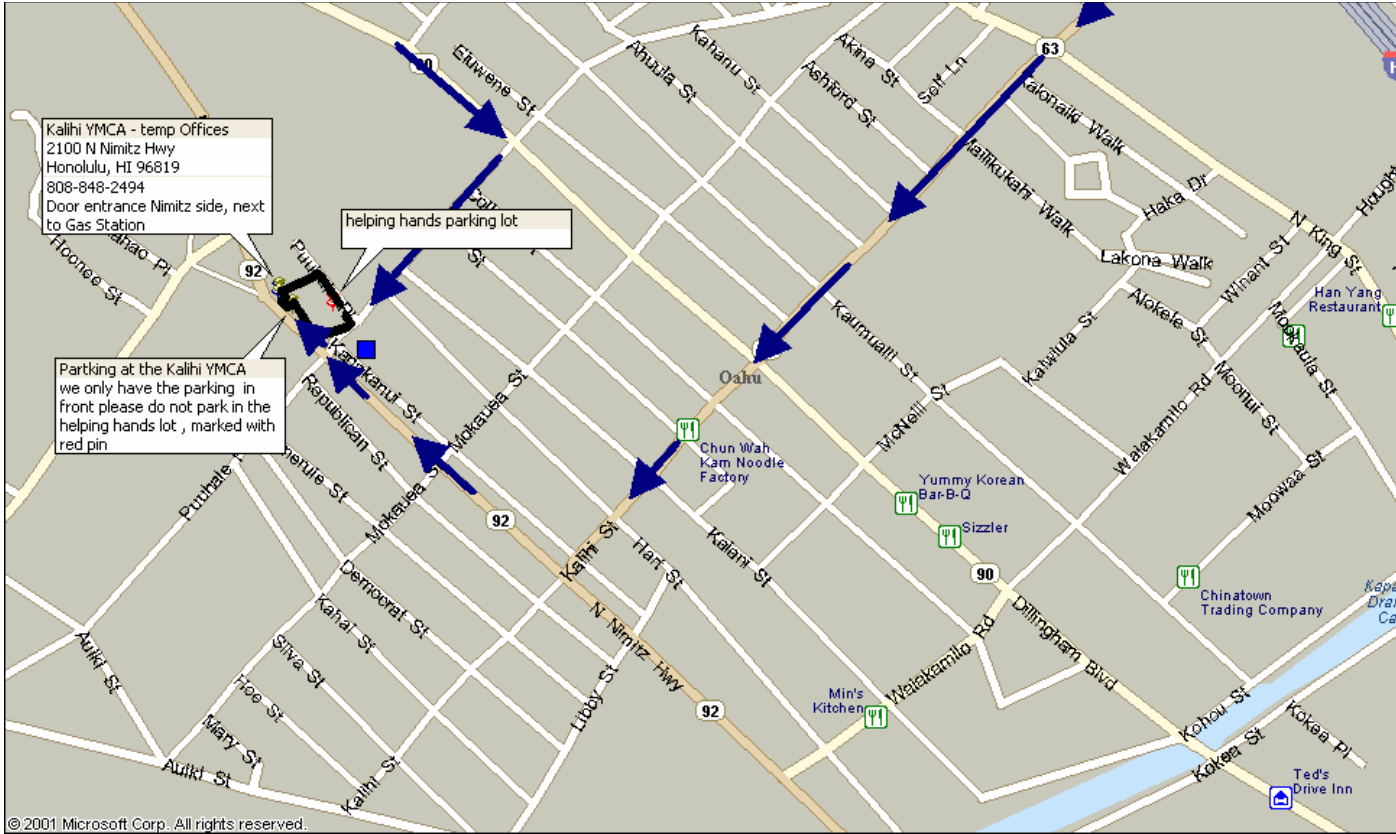 63
90
Eluwene St
Ahuula St
Kahanu St
Akina St
Self Ln
Ashford St
Kalonaiki Walk
Mailikukahi Walk
Haka Dr
Lakona Walk
N King St
Winant St
Alokele St
Han Yang
Restaurant
Kalihi YMCA - temp Offices
2100 N Nimitz Hwy
Honolulu, HI 96819
808-848-2494
Door entrance Nimitz side, next
to Gas Station
helping hands parking lot
Hoonee St
92
Partking at the Kalihi YMCA
we only have the parking in
front please do not park in the
helping hands lot , marked with
red pin
Kaumualii St
Kaiwiula St
Oahu
McNeill St
Waiakamilo Rd
Moonui St
Moowaa St
Mokauea St
Republican St
Chun Wah
Kam Noodle
Factory
Yummy Korean
Bar-B-Q
Sizzler
90
Chinatown
Trading Company
Mokauea St
92
Kalihi St
Hart St
Kalani St
Democrat St
Kahai St
Silva St
N Nimitz Hwy
Dillingham Blvd
Waiakamilo Rd
Min's
Kitchen
92
Auiki St
Hoe St
Mary St
Libby St
Kohou St
Kokea St
Kokea Pl
Auiki St
Kalihi St
Ted's
Drive Inn
© 2001 Microsoft Corp. All rights reserved.